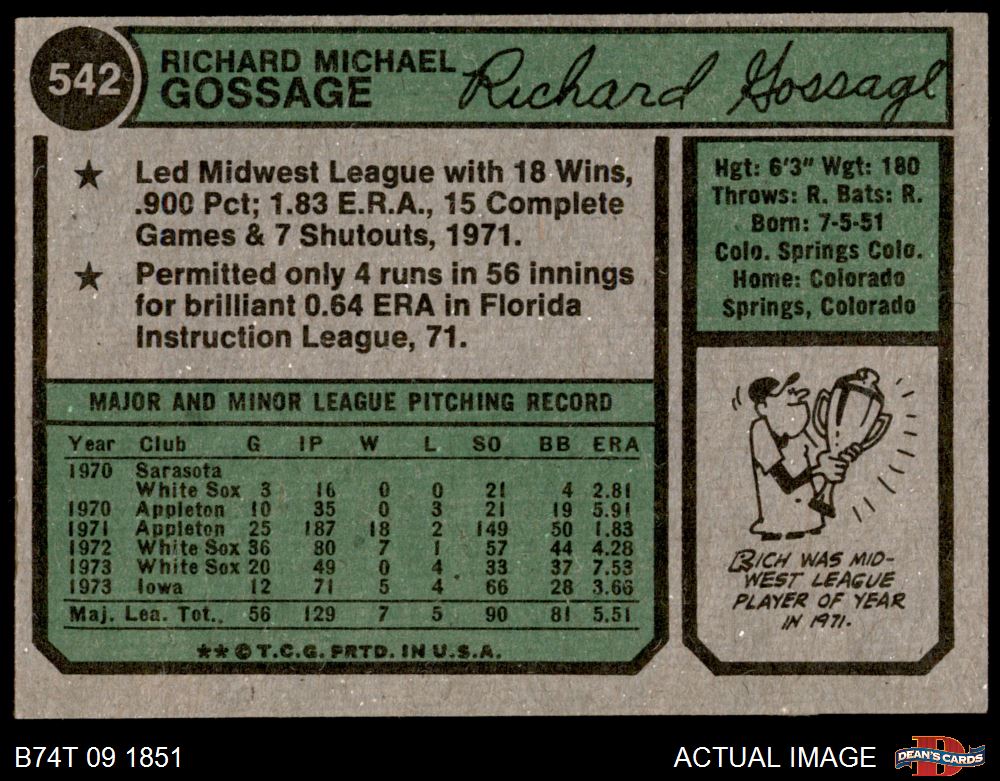 542
RICHARD MICHAEL
GOSSAGE
Richard Gossage
★ Led Midwest League with 18 Wins,
.900 Pct; 1.83 E.R.A., 15 Complete
Games & 7 Shutouts, 1971.
★ Permitted only 4 runs in 56 innings
for brilliant 0.64 ERA in Florida
Instruction League, 71.
Hgt: 6'3" Wgt: 180
Throws: R. Bats: R.
Born: 7-5-51
Colo. Springs Colo.
Home: Colorado
Springs, Colorado
MAJOR AND MINOR LEAGUE PITCHING RECORD
Year Club G IP W L SO BB ERA
1970 Sarasota
White Sox 3 16 0 0 21 4 2.81
1970 Appleton 10 35 0 3 21 19 5.91
1971 Appleton 25 187 18 2 149 50 1.83
1972 White Sox 36 80 7 1 57 44 4.28
1973 White Sox 20 49 0 4 33 37 7.53
1973 Iowa 12 71 5 4 66 28 3.66
Maj. Lea. Tot.. 56 129 7 5 90 81 5.51
**© T.C.G. PRTD. IN U.S.A.
RICH WAS MID-
WEST LEAGUE
PLAYER OF YEAR
IN 1971.
B74T 09 1851
ACTUAL IMAGE
DEAN'S CARDS